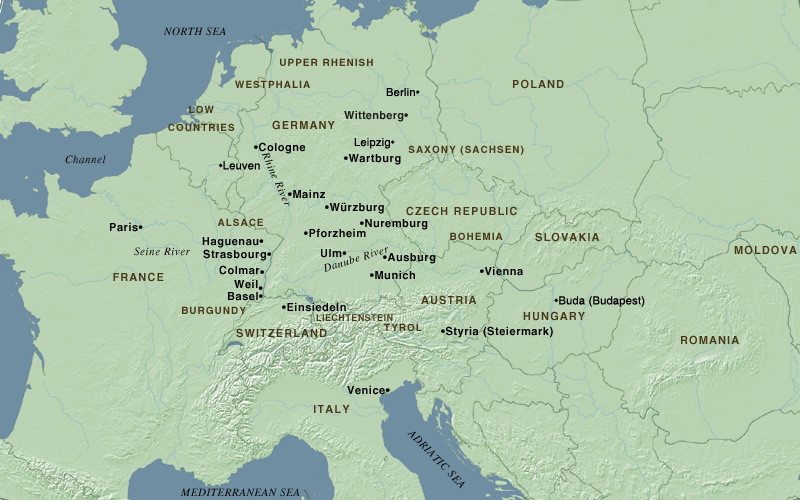 NORTH SEA
UPPER RHENISH
WESTPHALIA
POLAND
Berlin
LOW
COUNTRIES
Wittenberg
GERMANY
Leipzig
SAXONY (SACHSEN)
Cologne
Wartburg
Channel
Leuven
Rhine River
Mainz
Würzburg
CZECH REPUBLIC
Paris
ALSACE
Nuremburg
Pforzheim
BOHEMIA
SLOVAKIA
Haguenau
Seine River
Strasbourg
Ulm
Danube River
Ausburg
MOLDOVA
FRANCE
Colmar
Munich
Vienna
Weil
Basel
AUSTRIA
Buda (Budapest)
BURGUNDY
Einsiedeln
LIECHTENSTEIN
HUNGARY
SWITZERLAND
TYROL
Styria (Steiermark)
ROMANIA
Venice
ITALY
ADRIATIC SEA
MEDITERRANEAN SEA